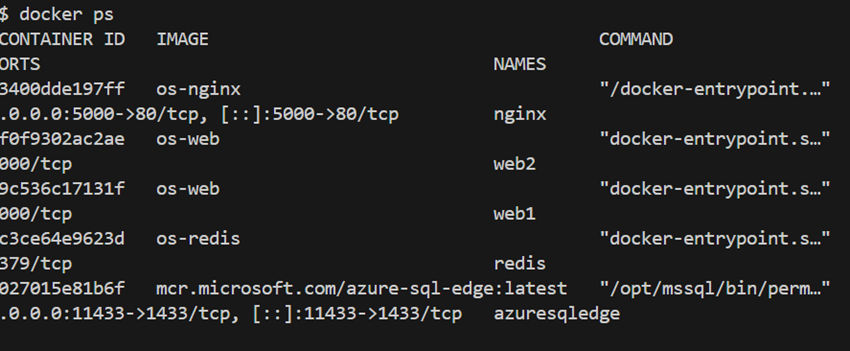 $ docker ps
CONTAINER ID IMAGE COMMAND
ORTS NAMES
3400dde197ff os-nginx "/docker-entrypoint.…"
.0.0.0:5000->80/tcp, [::]:5000->80/tcp nginx
f0f9302ac2ae os-web "docker-entrypoint.s…"
000/tcp web2
9c536c17131f os-web "docker-entrypoint.s…"
000/tcp web1
c3ce64e9623d os-redis "docker-entrypoint.s…"
379/tcp redis
027015e81b6f mcr.microsoft.com/azure-sql-edge:latest "/opt/mssql/bin/perm…"
.0.0.0:11433->1433/tcp, [::]:11433->1433/tcp azuresqledge